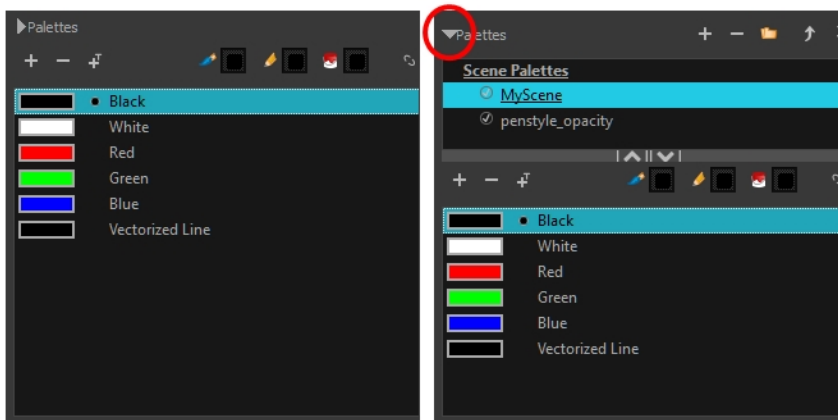 Palettes
Black
White
Red
Green
Blue
Vectorized Line
Palettes
Scene Palettes
MyScene
penstyle_opacity
Black
White
Red
Green
Blue
Vectorized Line